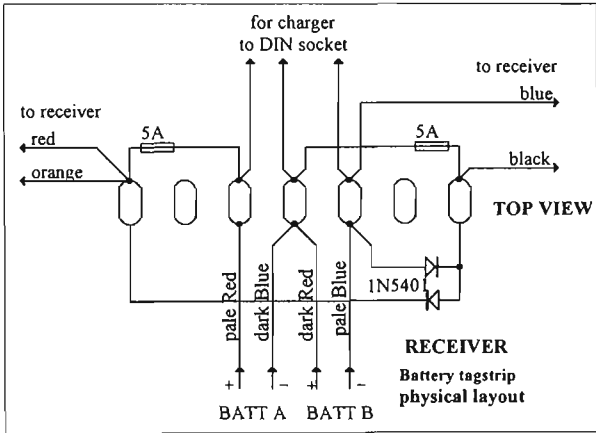 for charger
to DIN socket
to receiver
blue
to receiver
red
5A
5A
orange
black
TOP VIEW
pale Red
dark Blue
dark Red
pale Blue
1N5401
RECEIVER
Battery tagstrip
physical layout
+ - + -
BATT A BATT B